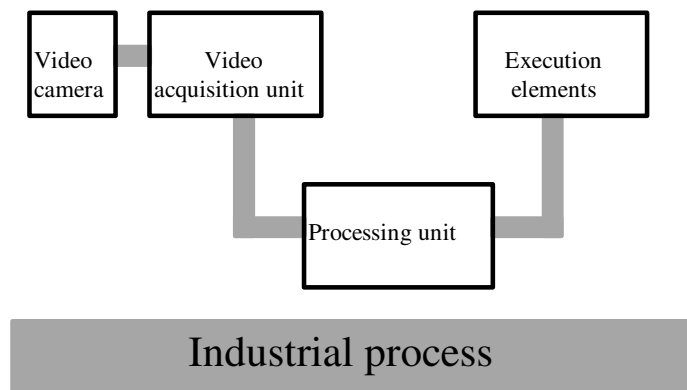 Video
camera
Video
acquisition unit
Execution
elements
Processing unit
Industrial process